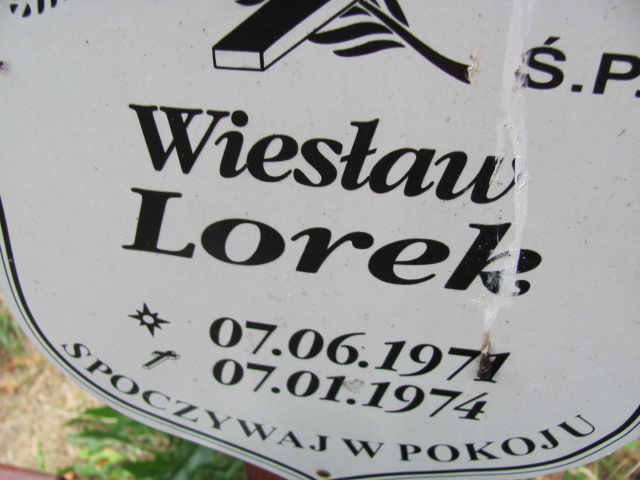 Ś.P.
Wiesław
Lorek
07.06.1971
07.01.1974
SPOCZYWAJ W POKOJU